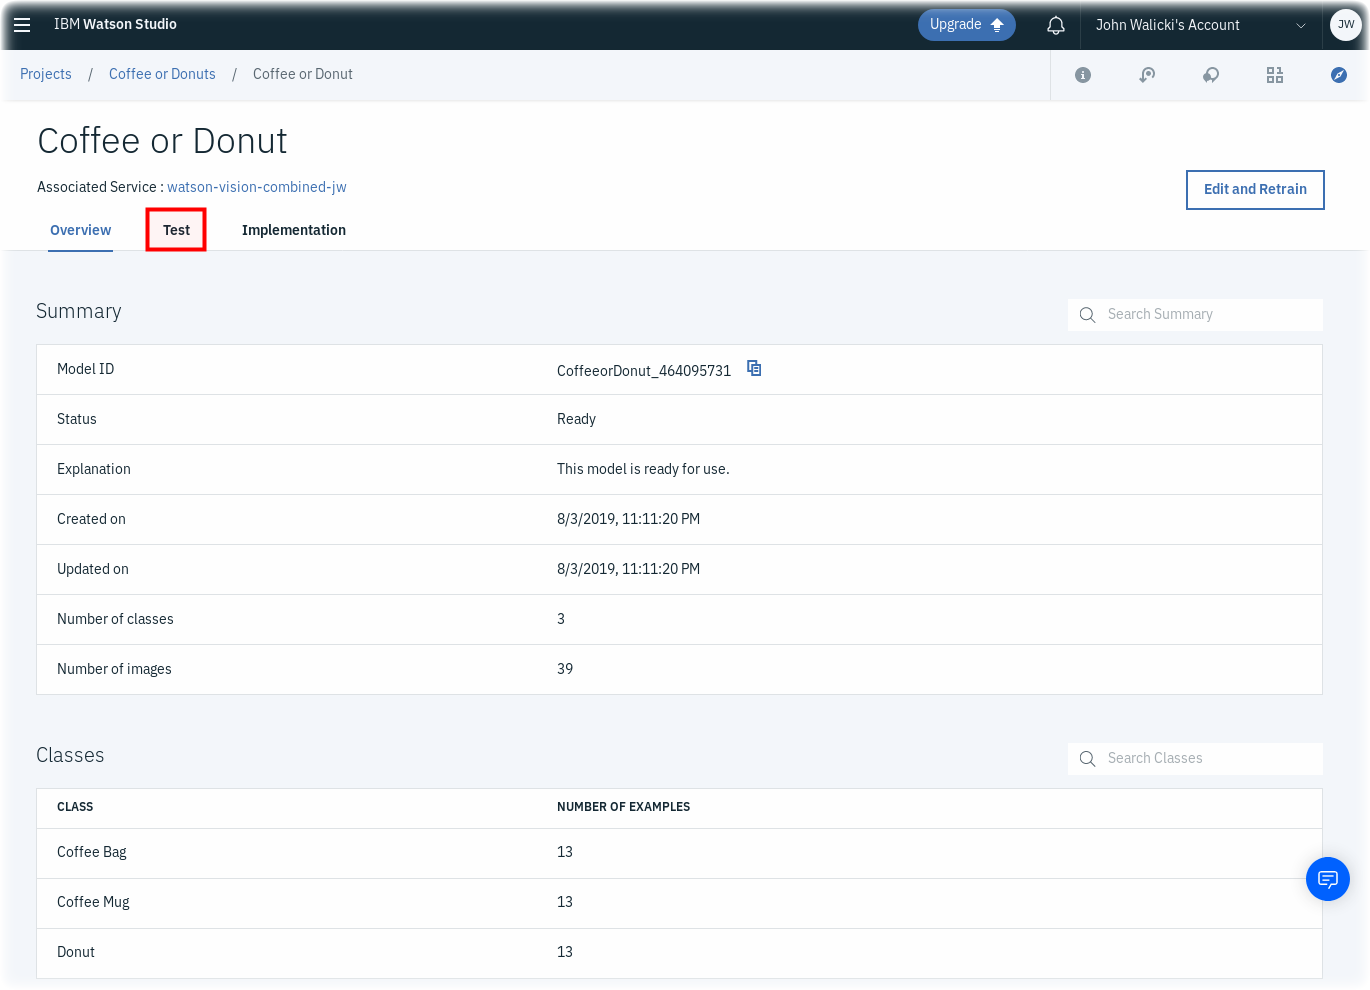 IBM Watson Studio Upgrade John Walicki's Account JW
Projects / Coffee or Donuts / Coffee or Donut
Coffee or Donut
Associated Service : watson-vision-combined-jw
Edit and Retrain
Overview Test Implementation
Summary Search Summary
Model ID CoffeeorDonut_464095731
Status Ready
Explanation This model is ready for use.
Created on 8/3/2019, 11:11:20 PM
Updated on 8/3/2019, 11:11:20 PM
Number of classes 3
Number of images 39
Classes Search Classes
CLASS NUMBER OF EXAMPLES
Coffee Bag 13
Coffee Mug 13
Donut 13